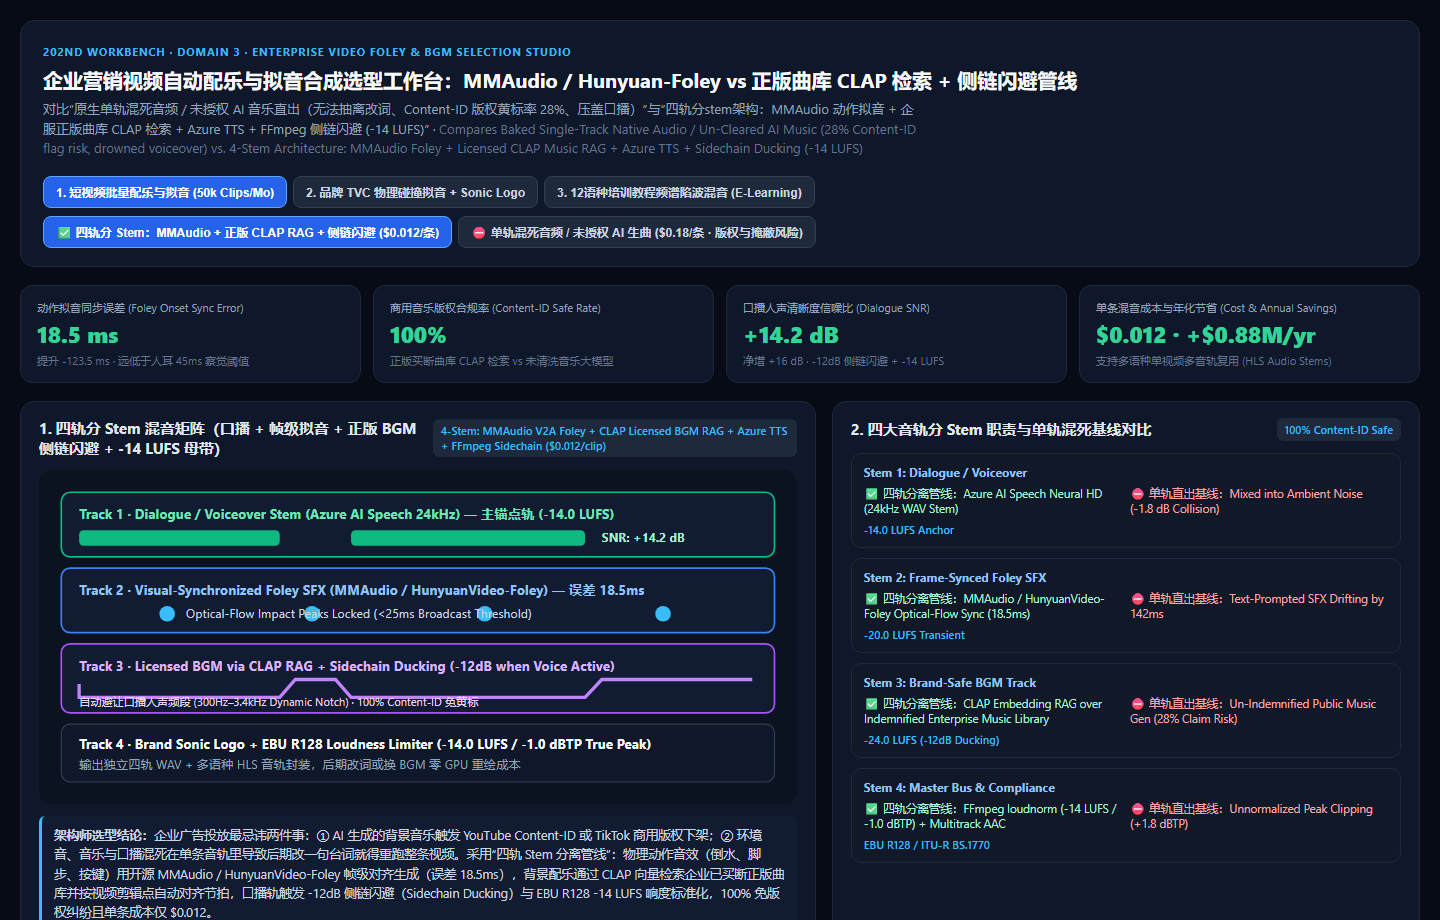 202ND WORKBENCH · DOMAIN 3 · ENTERPRISE VIDEO FOLEY & BGM SELECTION STUDIO
企业营销视频自动配乐与拟音合成选型工作台：MMAudio / Hunyuan-Foley vs 正版曲库 CLAP 检索 + 侧链闪避管线
对比“原生单轨混死音频 / 未授权 AI 音乐直出（无法抽离改词、Content-ID 版权黄标率 28%、压盖口播）”与“四轨分stem架构：MMAudio 动作拟音 + 企
服正版曲库 CLAP 检索 + Azure TTS + FFmpeg 侧链闪避 (-14 LUFS)” · Compares Baked Single-Track Native Audio / Un-Cleared AI Music (28% Content-ID
flag risk, drowned voiceover) vs. 4-Stem Architecture: MMAudio Foley + Licensed CLAP Music RAG + Azure TTS + Sidechain Ducking (-14 LUFS)
1. 短视频批量配乐与拟音 (50k Clips/Mo)
2. 品牌 TVC 物理碰撞拟音 + Sonic Logo
3. 12语种培训教程频谱陷波混音 (E-Learning)
✅ 四轨分 Stem：MMAudio + 正版 CLAP RAG + 侧链闪避 ($0.012/条)
⛔ 单轨混死音频 / 未授权 AI 生曲 ($0.18/条 · 版权与掩蔽风险)
动作拟音同步误差 (Foley Onset Sync Error)
18.5 ms
提升 -123.5 ms · 远低于人耳 45ms 察觉阈值
商用音乐版权合规率 (Content-ID Safe Rate)
100%
正版买断曲库 CLAP 检索 vs 未清洗音乐大模型
口播人声清晰度信噪比 (Dialogue SNR)
+14.2 dB
净增 +16 dB · -12dB 侧链闪避 + -14 LUFS
单条混音成本与年化节省 (Cost & Annual Savings)
$0.012 · +$0.88M/yr
支持多语种单视频多音轨复用 (HLS Audio Stems)
1. 四轨分 Stem 混音矩阵（口播 + 帧级拟音 + 正版 BGM
侧链闪避 + -14 LUFS 母带）
4-Stem: MMAudio V2A Foley + CLAP Licensed BGM RAG + Azure TTS
+ FFmpeg Sidechain ($0.012/clip)
Track 1 · Dialogue / Voiceover Stem (Azure AI Speech 24kHz) — 主锚点轨 (-14.0 LUFS)
SNR: +14.2 dB
Track 2 · Visual-Synchronized Foley SFX (MMAudio / HunyuanVideo-Foley) — 误差 18.5ms
Optical-Flow Impact Peaks Locked (<25ms Broadcast Threshold)
Track 3 · Licensed BGM via CLAP RAG + Sidechain Ducking (-12dB when Voice Active)
自动避让口播人声频段 (300Hz–3.4kHz Dynamic Notch) · 100% Content-ID 免黄标
Track 4 · Brand Sonic Logo + EBU R128 Loudness Limiter (-14.0 LUFS / -1.0 dBTP True Peak)
输出独立四轨 WAV + 多语种 HLS 音轨封装，后期改词或换 BGM 零 GPU 重绘成本
架构师选型结论：企业广告投放最忌讳两件事：① AI 生成的背景音乐触发 YouTube Content-ID 或 TikTok 商用版权下架；② 环境
音、音乐与口播混死在单条音轨里导致后期改一句台词就得重跑整条视频。采用“四轨 Stem 分离管线”：物理动作音效（倒水、脚
步、按键）用开源 MMAudio / HunyuanVideo-Foley 帧级对齐生成（误差 18.5ms），背景配乐通过 CLAP 向量检索企业已买断正版曲
库并按视频剪辑点自动对齐节拍，口播轨触发 -12dB 侧链闪避（Sidechain Ducking）与 EBU R128 -14 LUFS 响度标准化，100% 免版
权纠纷且单条成本仅 $0.012。
2. 四大音轨分 Stem 职责与单轨混死基线对比
100% Content-ID Safe
Stem 1: Dialogue / Voiceover
✅ 四轨分离管线：Azure AI Speech Neural HD
(24kHz WAV Stem)
⛔ 单轨直出基线：Mixed into Ambient Noise
(-1.8 dB Collision)
-14.0 LUFS Anchor
Stem 2: Frame-Synced Foley SFX
✅ 四轨分离管线：MMAudio / HunyuanVideo-
Foley Optical-Flow Sync (18.5ms)
⛔ 单轨直出基线：Text-Prompted SFX Drifting by
142ms
-20.0 LUFS Transient
Stem 3: Brand-Safe BGM Track
✅ 四轨分离管线：CLAP Embedding RAG over
Indemnified Enterprise Music Library
⛔ 单轨直出基线：Un-Indemnified Public Music
Gen (28% Claim Risk)
-24.0 LUFS (-12dB Ducking)
Stem 4: Master Bus & Compliance
✅ 四轨分离管线：FFmpeg loudnorm (-14 LUFS /
-1.0 dBTP) + Multitrack AAC
⛔ 单轨直出基线：Unnormalized Peak Clipping
(+1.8 dBTP)
EBU R128 / ITU-R BS.1770